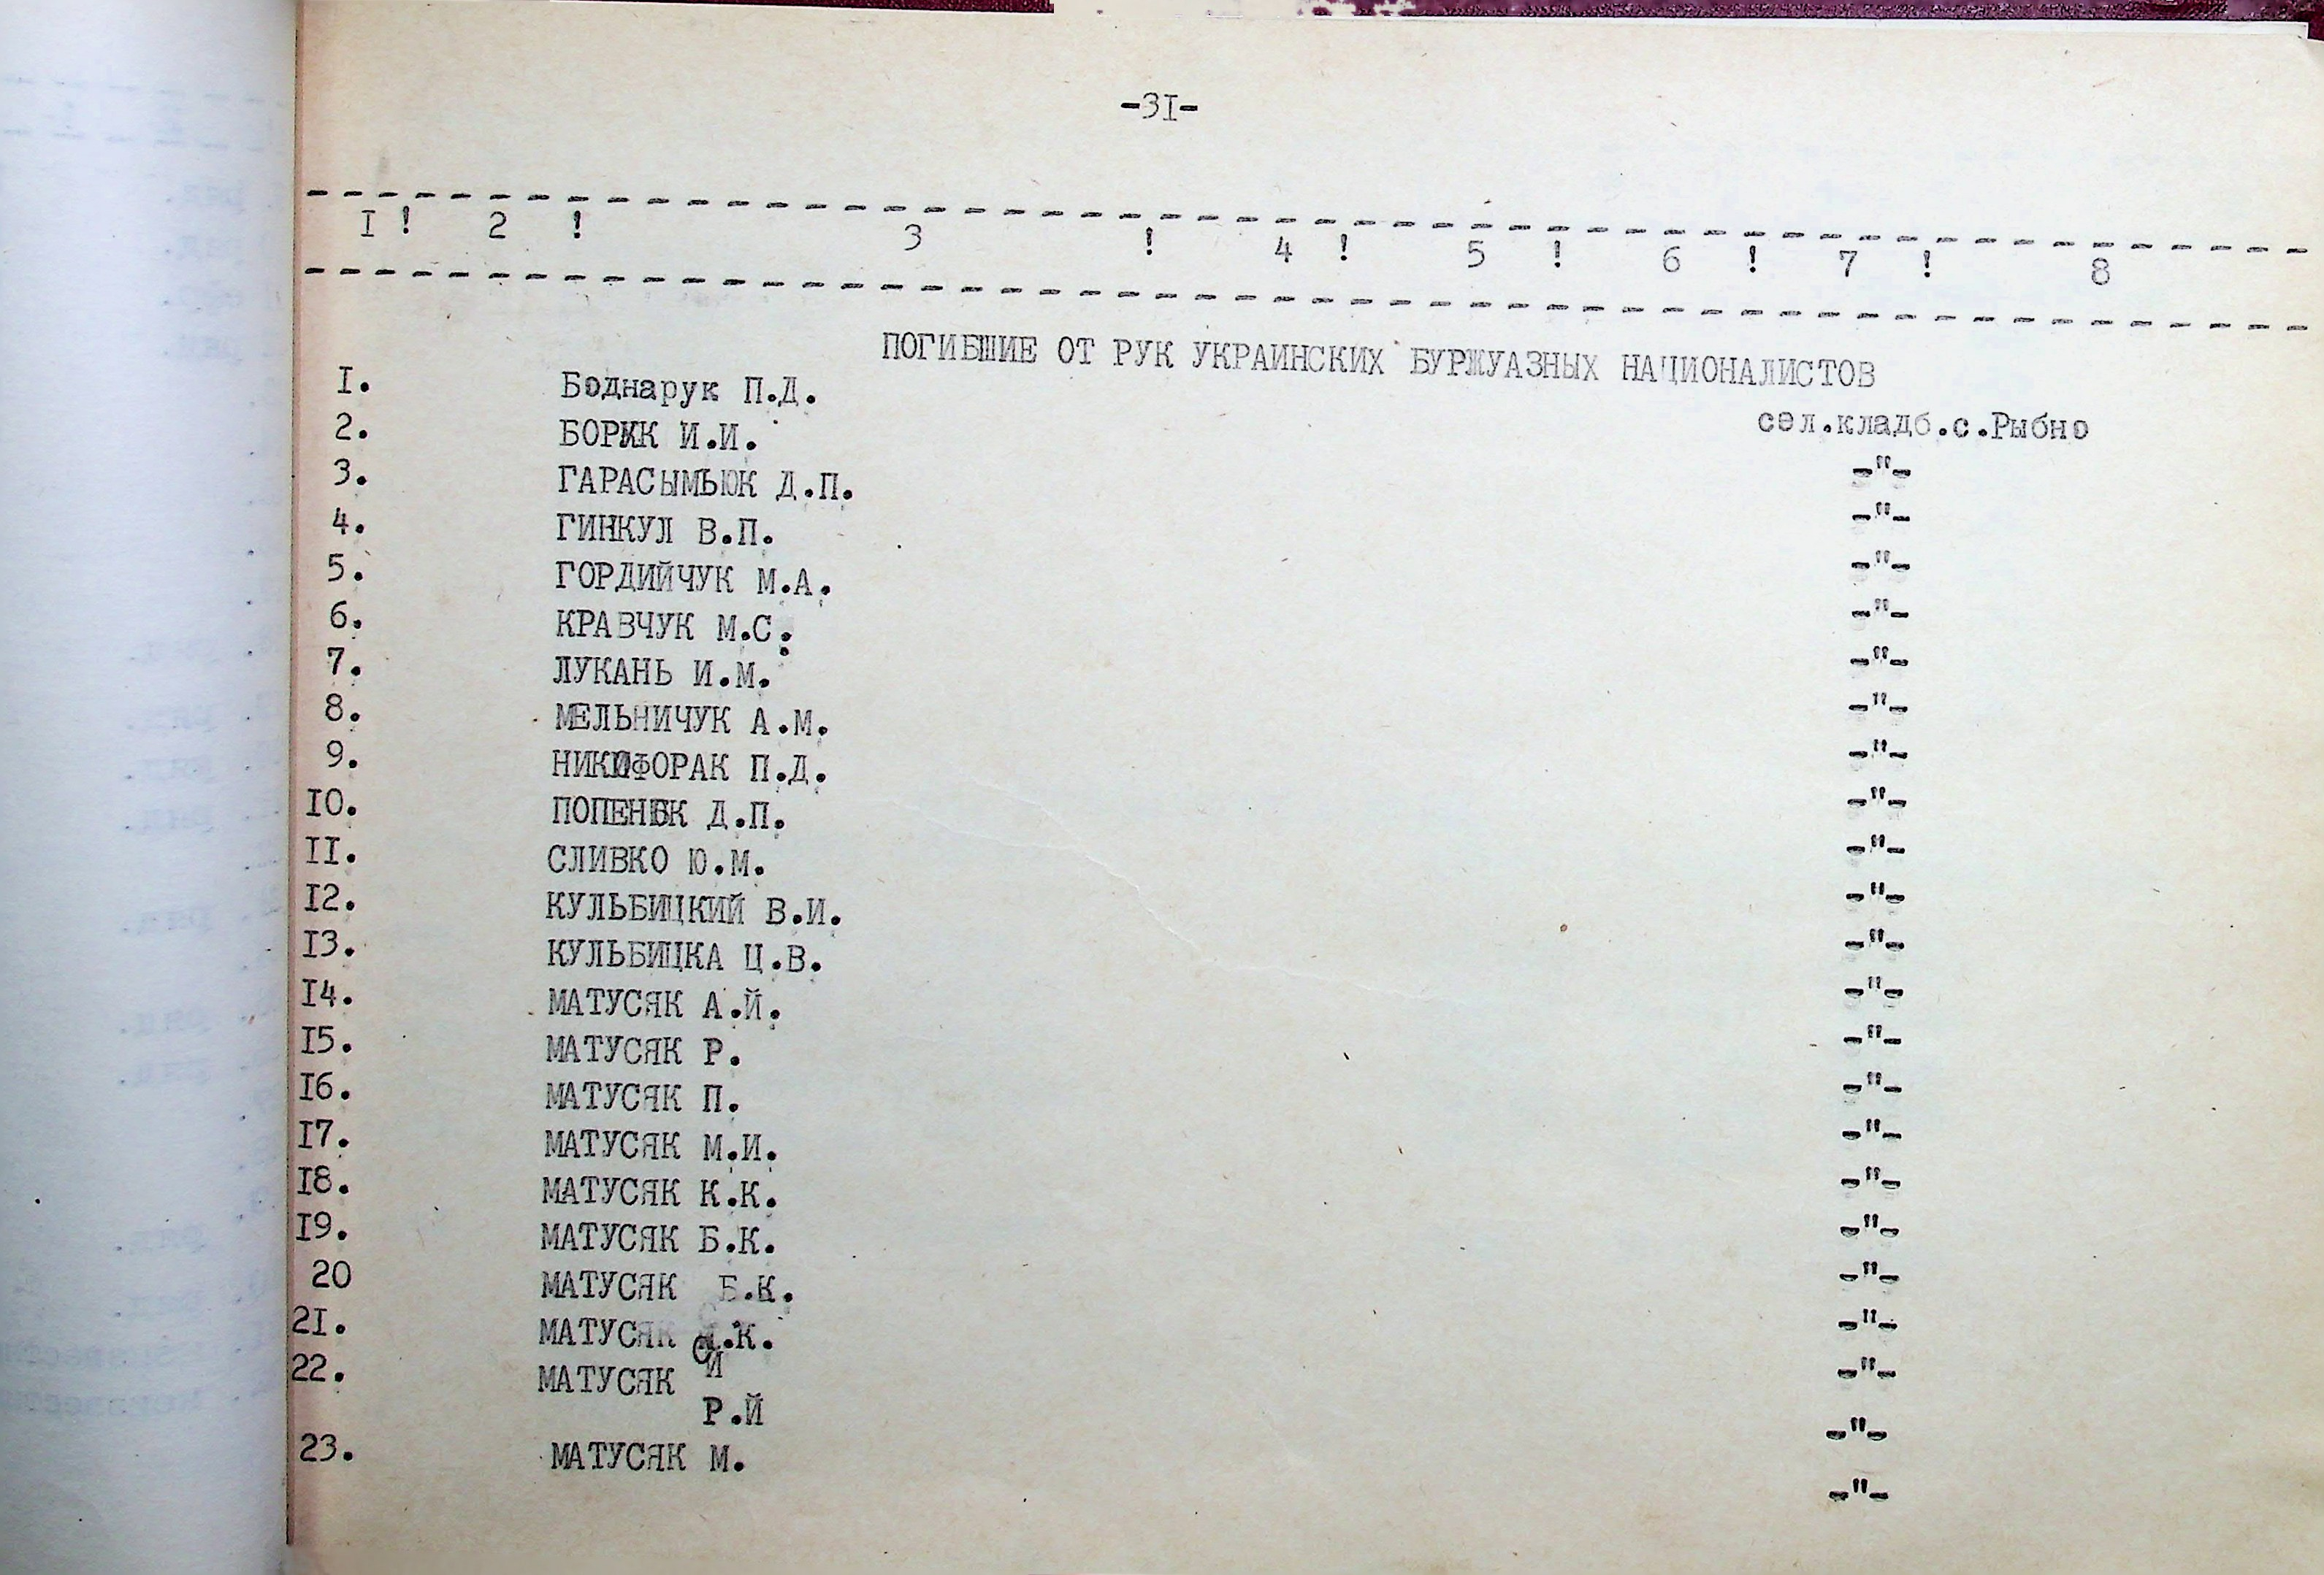 -31-
I ! 2 ! 3 ! 4 ! 5 ! 6 ! 7 ! 8
ПОГИБШИЕ ОТ РУК УКРАИНСКИХ БУРЖУАЗНЫХ НАЦИОНАЛИСТОВ
I. Боднарук П.Д. сел.кладб.с.Рыбно
2. БОРЮК И.И. -"-
3. ГАРАСЫМЬЮК Д.П. -"-
4. ГИНКУЛ В.П. -"-
5. ГОРДИЙЧУК М.А. -"-
6. КРАВЧУК М.С. -"-
7. ЛУКАНЬ И.М. -"-
8. МЕЛЬНИЧУК А.М. -"-
9. НИКИФОРАК П.Д. -"-
I0. Д.П. -"-
II. СЛИВКО Ю.М. -"-
I2. КУЛЬБИЦКИЙ В.И. -"-
I3. КУЛЬБИЦКА Ц.В. -"-
I4. МАТУСЯК А.Й. -"-
I5. МАТУСЯК Р. -"-
I6. МАТУСЯК П. -"-
I7. МАТУСЯК М.И. -"-
I8. МАТУСЯК К.К. -"-
I9. МАТУСЯК Б.К. -"-
20 МАТУСЯК Б.К. -"-
2I. МАТУСЯК .К. -"-
22. МАТУСЯК Р.Й -"-
23. МАТУСЯК М. -"-